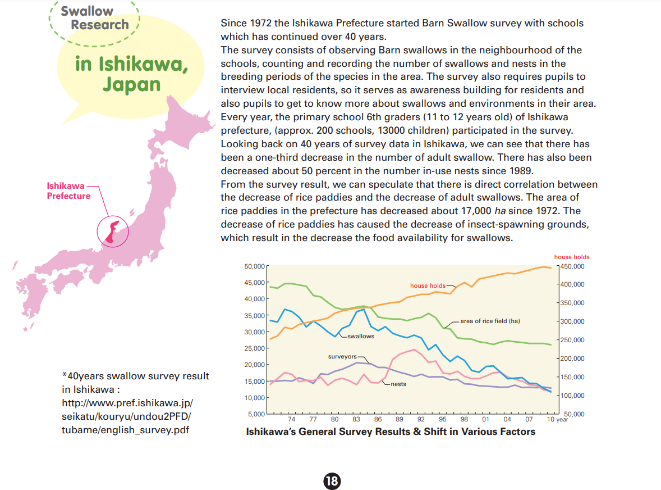 Swallow
Research
in Ishikawa,
Japan
Ishikawa
Prefecture
*40years swallow survey result
in Ishikawa :
http://www.pref.ishikawa.jp/
seikatu/kouryu/undou2PFD/
tubame/english_survey.pdf
Since 1972 the Ishikawa Prefecture started Barn Swallow survey with schools
which has continued over 40 years.
The survey consists of observing Barn swallows in the neighbourhood of the
schools, counting and recording the number of swallows and nests in the
breeding periods of the species in the area. The survey also requires pupils to
interview local residents, so it serves as awareness building for residents and
also pupils to get to know more about swallows and environments in their area.
Every year, the primary school 6th graders (11 to 12 years old) of Ishikawa
prefecture, (approx. 200 schools, 13000 children) participated in the survey.
Looking back on 40 years of survey data in Ishikawa, we can see that there has
been a one-third decrease in the number of adult swallow. There has also been
decreased about 50 percent in the number in-use nests since 1989.
From the survey result, we can speculate that there is direct correlation between
the decrease of rice paddies and the decrease of adult swallows. The area of
rice paddies in the prefecture has decreased about 17,000 ha since 1972. The
decrease of rice paddies has caused the decrease of insect-spawning grounds,
which result in the decrease the food availability for swallows.
house holds
50,000 450,000
45,000 400,000
40,000 350,000
35,000 300,000
30,000 250,000
25,000 200,000
20,000 150,000
15,000 100,000
10,000 50,000
5,000
house holds
area of rice field (ha)
swallows
surveyors
nests
74 77 80 83 86 89 92 95 98 01 04 07 10 year
Ishikawa's General Survey Results & Shift in Various Factors
18